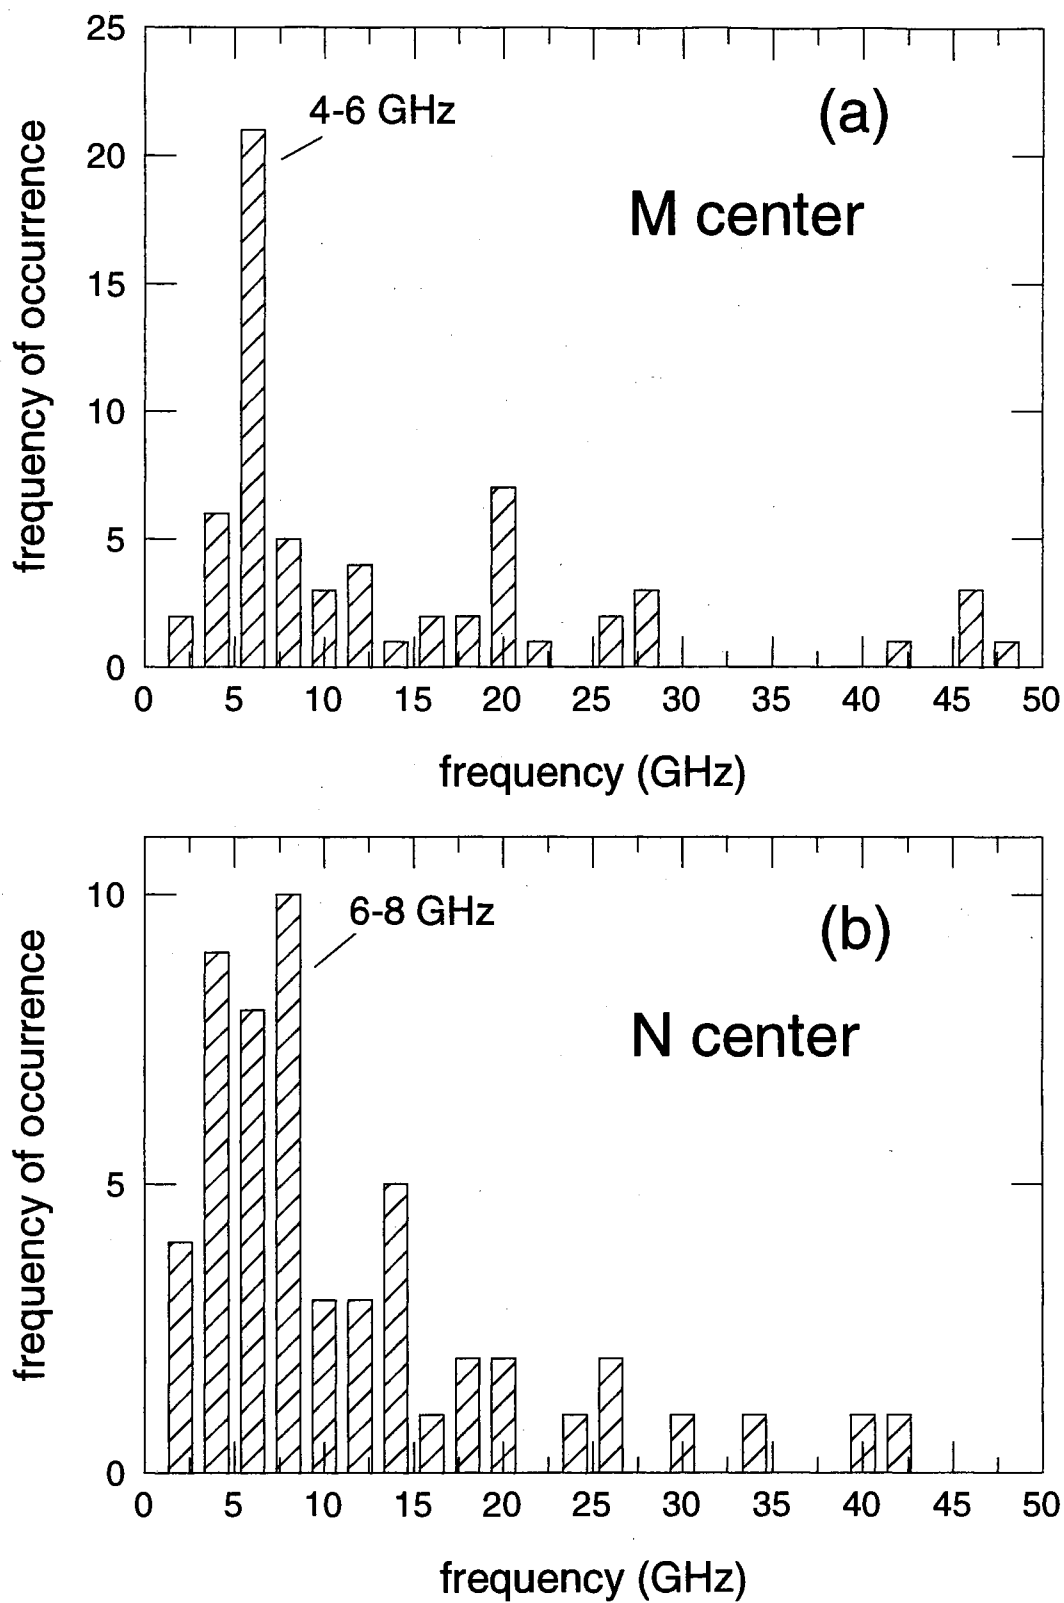 25
20
15
10
5
0
frequency of occurrence
4-6 GHz
(a)
M center
0 5 10 15 20 25 30 35 40 45 50
frequency (GHz)
10
5
0
frequency of occurrence
6-8 GHz
(b)
N center
0 5 10 15 20 25 30 35 40 45 50
frequency (GHz)